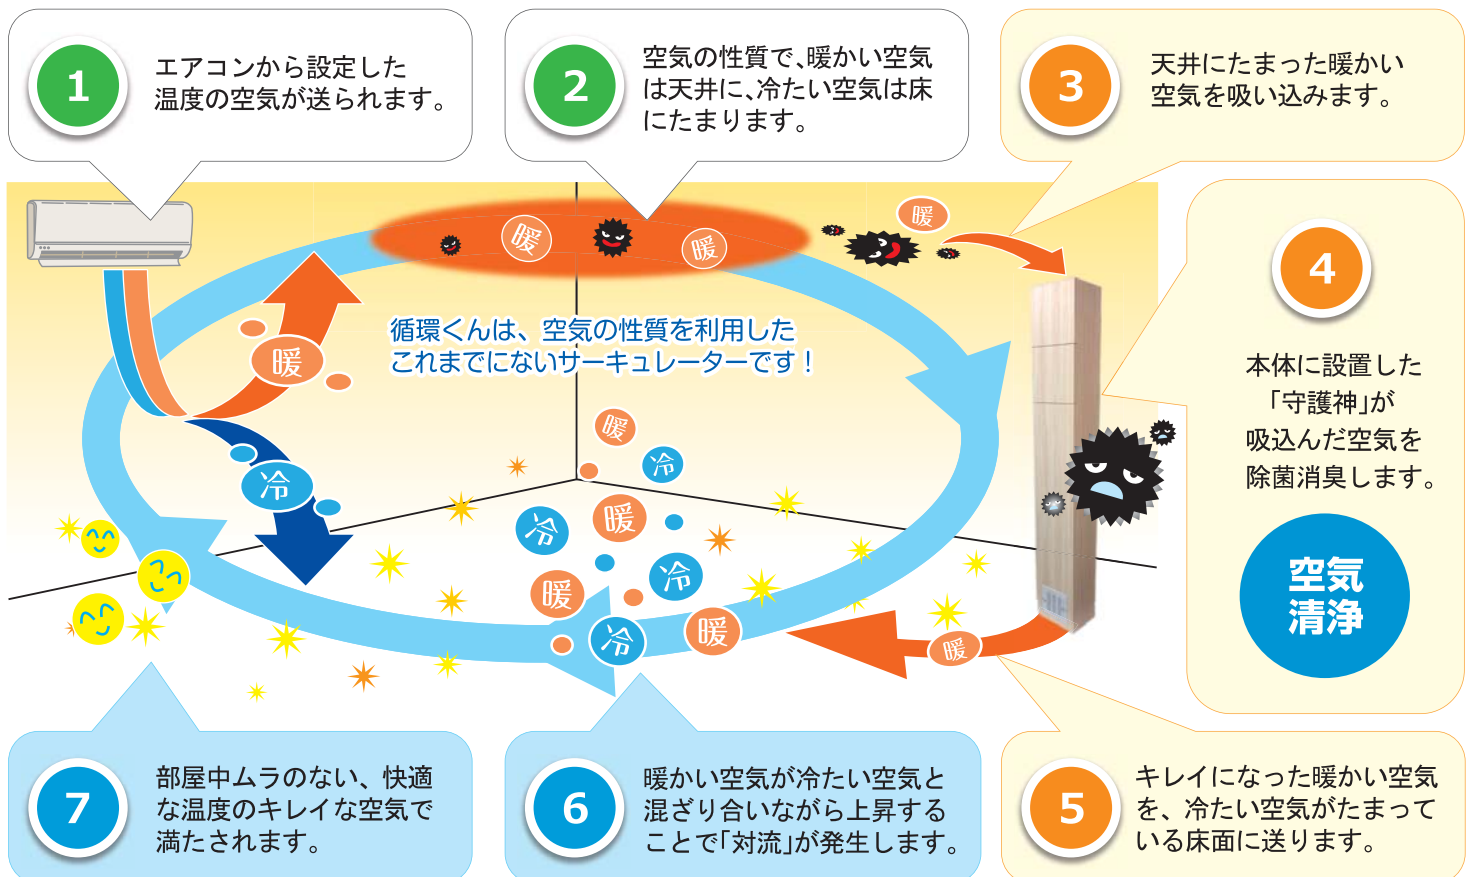 1
エアコンから設定した
温度の空気が送られます。
2
空気の性質で、暖かい空気
は天井に、冷たい空気は床
にたまります。
3
天井にたまった暖かい
空気を吸い込みます。
4
本体に設置した
「守護神」が
吸込んだ空気を
除菌消臭します。
空気
清浄
暖
暖
暖
循環くんは、空気の性質を利用した
これまでにないサーキュレーターです！
暖
冷
暖
冷
暖
冷
暖
冷
冷
暖
暖
7
部屋中ムラのない、快適
な温度のキレイな空気で
満たされます。
6
暖かい空気が冷たい空気と
混ざり合いながら上昇する
ことで「対流」が発生します。
5
キレイになった暖かい空気
を、冷たい空気がたまって
いる床面に送ります。